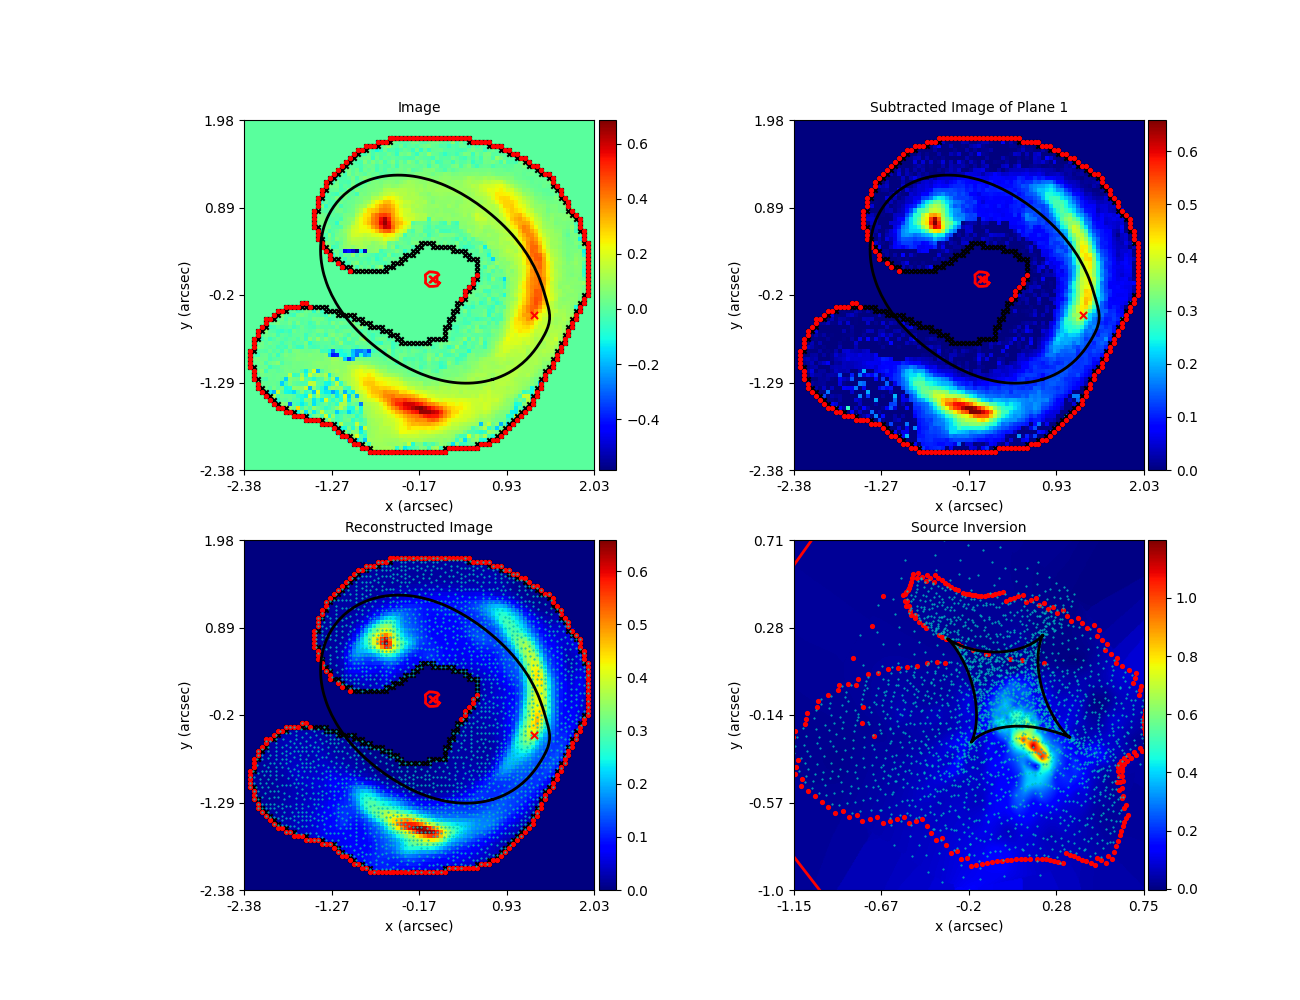 Image
Subtracted Image of Plane 1
1.98
0.89
-0.2
-1.29
-2.38
y (arcsec)
-2.38 -1.27 -0.17 0.93 2.03
x (arcsec)
0.6
0.4
0.2
0.0
−0.2
−0.4
1.98
0.89
-0.2
-1.29
-2.38
y (arcsec)
-2.38 -1.27 -0.17 0.93 2.03
x (arcsec)
0.6
0.5
0.4
0.3
0.2
0.1
0.0
Reconstructed Image
Source Inversion
1.98
0.89
-0.2
-1.29
-2.38
y (arcsec)
-2.38 -1.27 -0.17 0.93 2.03
x (arcsec)
0.6
0.5
0.4
0.3
0.2
0.1
0.0
0.71
0.28
-0.14
-0.57
-1.0
y (arcsec)
-1.15 -0.67 -0.2 0.28 0.75
x (arcsec)
1.0
0.8
0.6
0.4
0.2
0.0